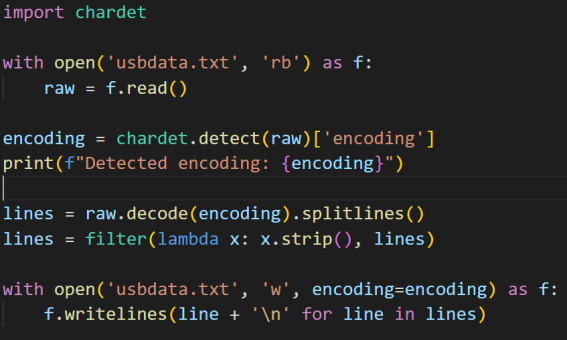 import chardet
with open('usbdata.txt', 'rb') as f:
    raw = f.read()
encoding = chardet.detect(raw)['encoding']
print(f"Detected encoding: {encoding}")
lines = raw.decode(encoding).splitlines()
lines = filter(lambda x: x.strip(), lines)
with open('usbdata.txt', 'w', encoding=encoding) as f:
    f.writelines(line + '\n' for line in lines)